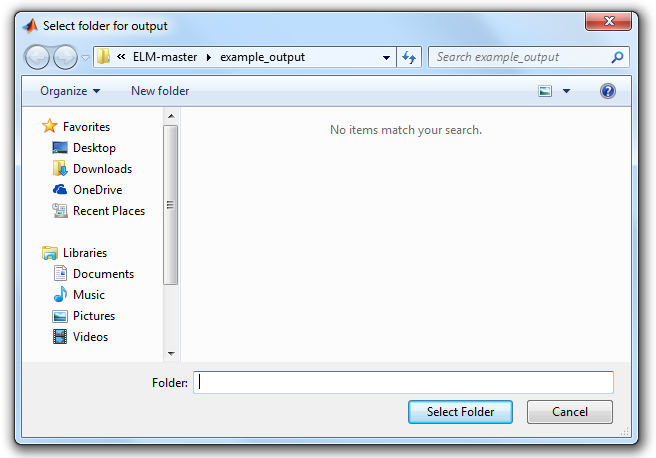 Select folder for output
« ELM-master ▸ example_output
Search example_output
Organize
New folder
Favorites
Desktop
Downloads
OneDrive
Recent Places
Libraries
Documents
Music
Pictures
Videos
No items match your search.
Folder:
Select Folder
Cancel